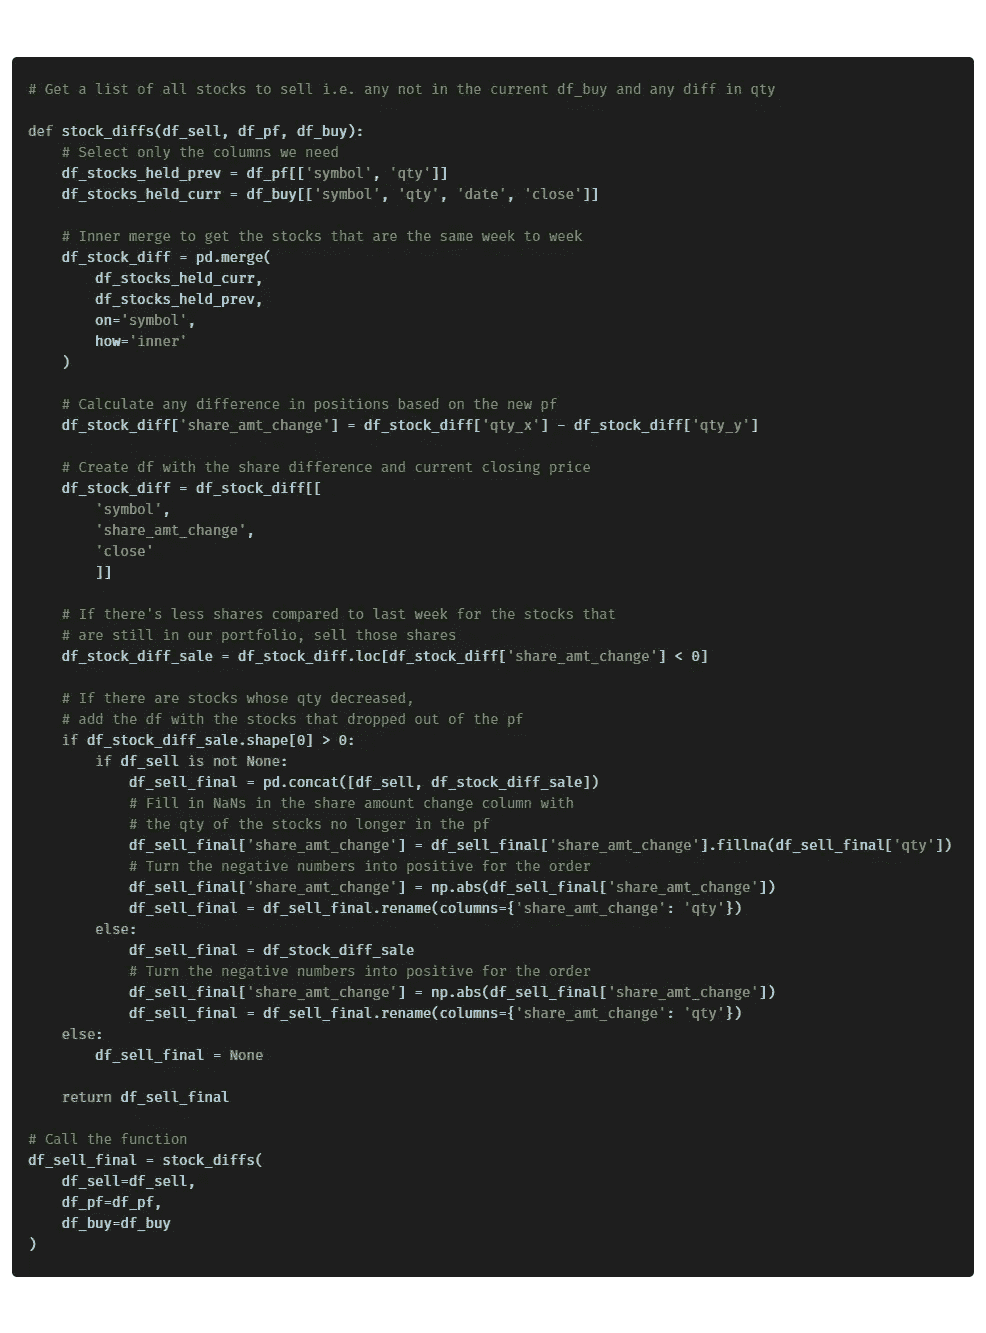 # Get a list of all stocks to sell i.e. any not in the current df_buy and any diff in qty

def stock_diffs(df_sell, df_pf, df_buy):
    # Select only the columns we need
    df_stocks_held_prev = df_pf[['symbol', 'qty']]
    df_stocks_held_curr = df_buy[['symbol', 'qty', 'date', 'close']]

    # Inner merge to get the stocks that are the same week to week
    df_stock_diff = pd.merge(
        df_stocks_held_curr,
        df_stocks_held_prev,
        on='symbol',
        how='inner'
    )

    # Calculate any difference in positions based on the new pf
    df_stock_diff['share_amt_change'] = df_stock_diff['qty_x'] - df_stock_diff['qty_y']

    # Create df with the share difference and current closing price
    df_stock_diff = df_stock_diff[[
        'symbol',
        'share_amt_change',
        'close'
        ]]

    # If there's less shares compared to last week for the stocks that
    # are still in our portfolio, sell those shares
    df_stock_diff_sale = df_stock_diff.loc[df_stock_diff['share_amt_change'] < 0]

    # If there are stocks whose qty decreased,
    # add the df with the stocks that dropped out of the pf
    if df_stock_diff_sale.shape[0] > 0:
        if df_sell is not None:
            df_sell_final = pd.concat([df_sell, df_stock_diff_sale])
            # Fill in NaNs in the share amount change column with
            # the qty of the stocks no longer in the pf
            df_sell_final['share_amt_change'] = df_sell_final['share_amt_change'].fillna(df_sell_final['qty'])
            # Turn the negative numbers into positive for the order
            df_sell_final['share_amt_change'] = np.abs(df_sell_final['share_amt_change'])
            df_sell_final = df_sell_final.rename(columns={'share_amt_change': 'qty'})
        else:
            df_sell_final = df_stock_diff_sale
            # Turn the negative numbers into positive for the order
            df_sell_final['share_amt_change'] = np.abs(df_sell_final['share_amt_change'])
            df_sell_final = df_sell_final.rename(columns={'share_amt_change': 'qty'})
    else:
        df_sell_final = None

    return df_sell_final

# Call the function
df_sell_final = stock_diffs(
    df_sell=df_sell,
    df_pf=df_pf,
    df_buy=df_buy
)